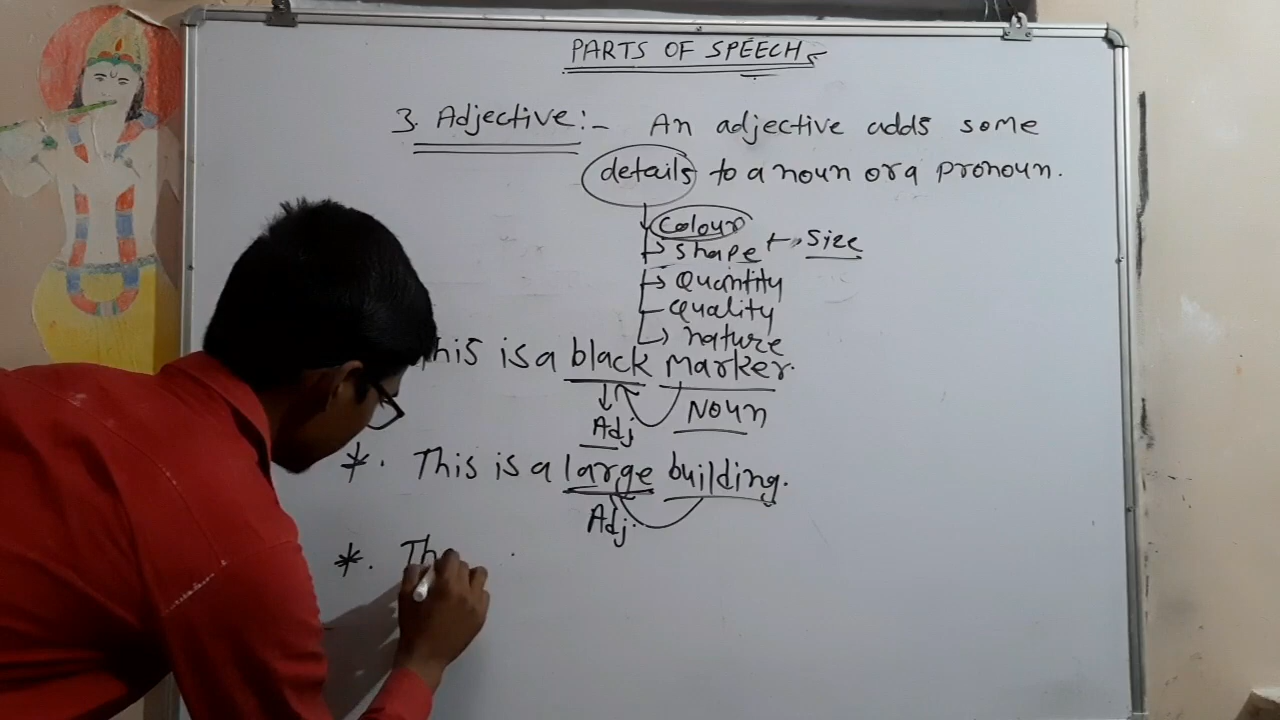 PARTS OF SPEECH
3. Adjective:- An adjective adds some
details to a noun or a pronoun.
Colour
shape size
Quantity
Quality
nature
This is a black marker.
Adj Noun
*. This is a large building.
Adj.
*. Th